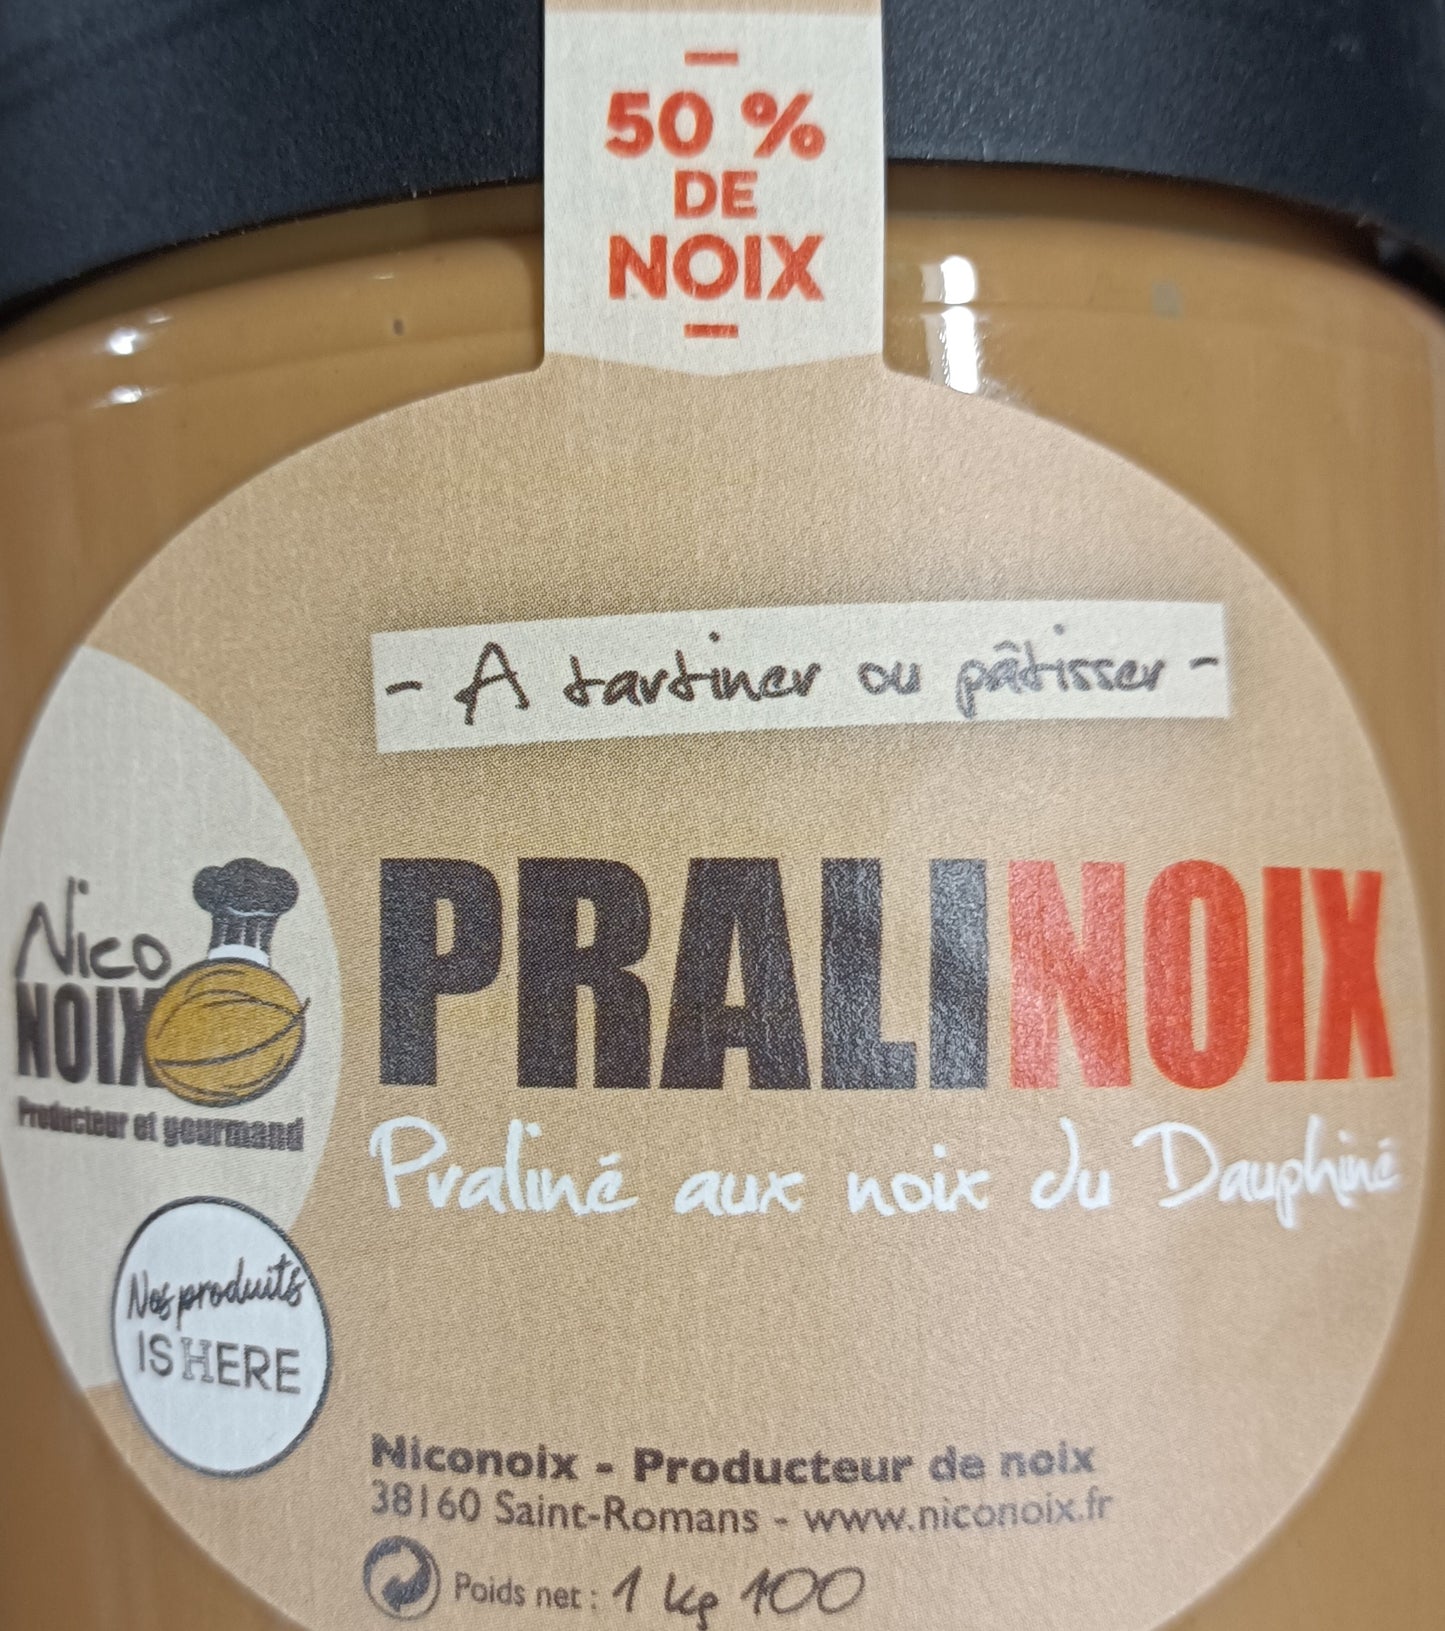 50 %
DE
NOIX
- A tartiner ou pâtisser -
PRALINOIX
Praliné aux noix du Dauphiné
Nico
NOIX
Producteur et gourmand
Nos produits
IS HERE
Niconoix - Producteur de noix
38160 Saint-Romans - www.niconoix.fr
Poids net : 1 kg 100